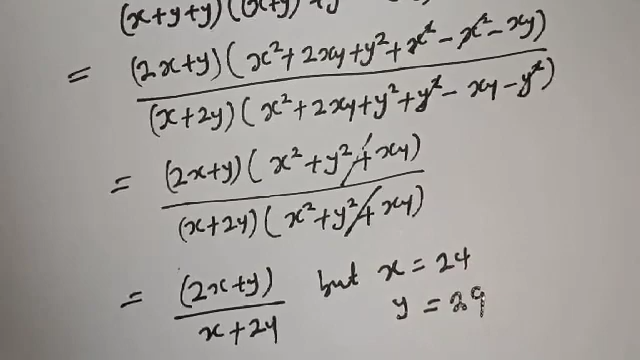 (x+y+y)
= (2x+y)(x²+2xy+y²+x²-x²-xy)
(x+2y)(x²+2xy+y²+y²-xy-y²)
= (2x+y)(x²+y²+xy)
(x+2y)(x²+y²+xy)
= (2x+y) but x = 24
x+2y y = 29